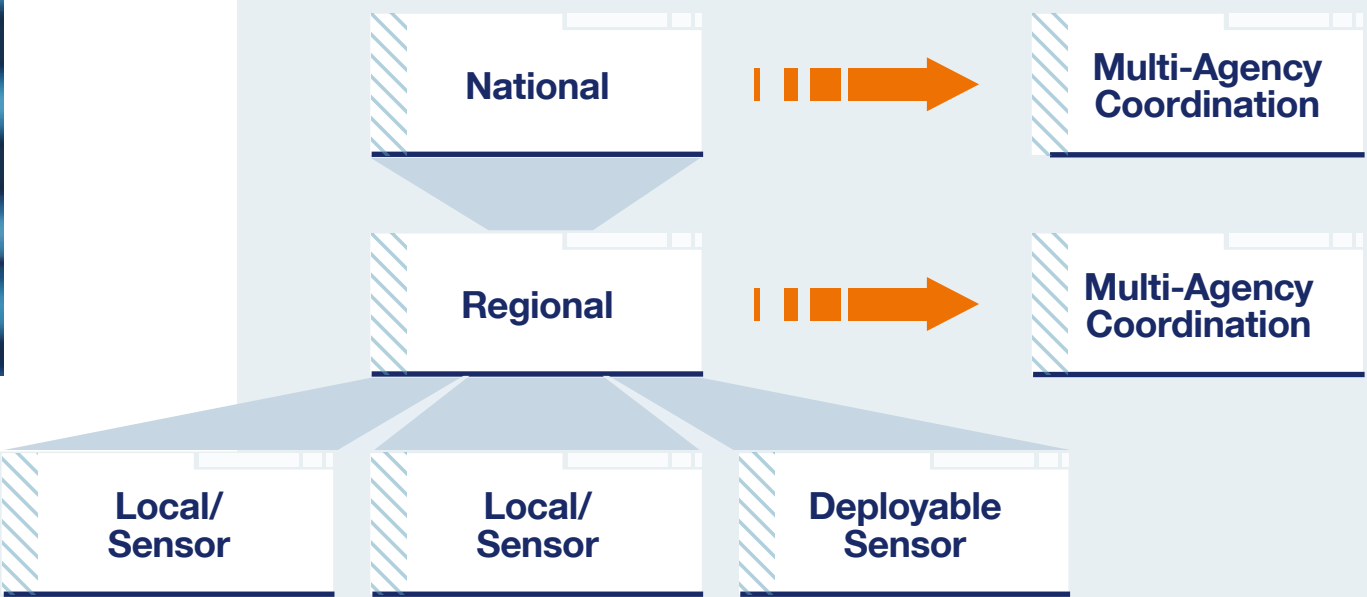 National
Multi-Agency
Coordination
Regional
Multi-Agency
Coordination
Local/
Sensor
Local/
Sensor
Deployable
Sensor